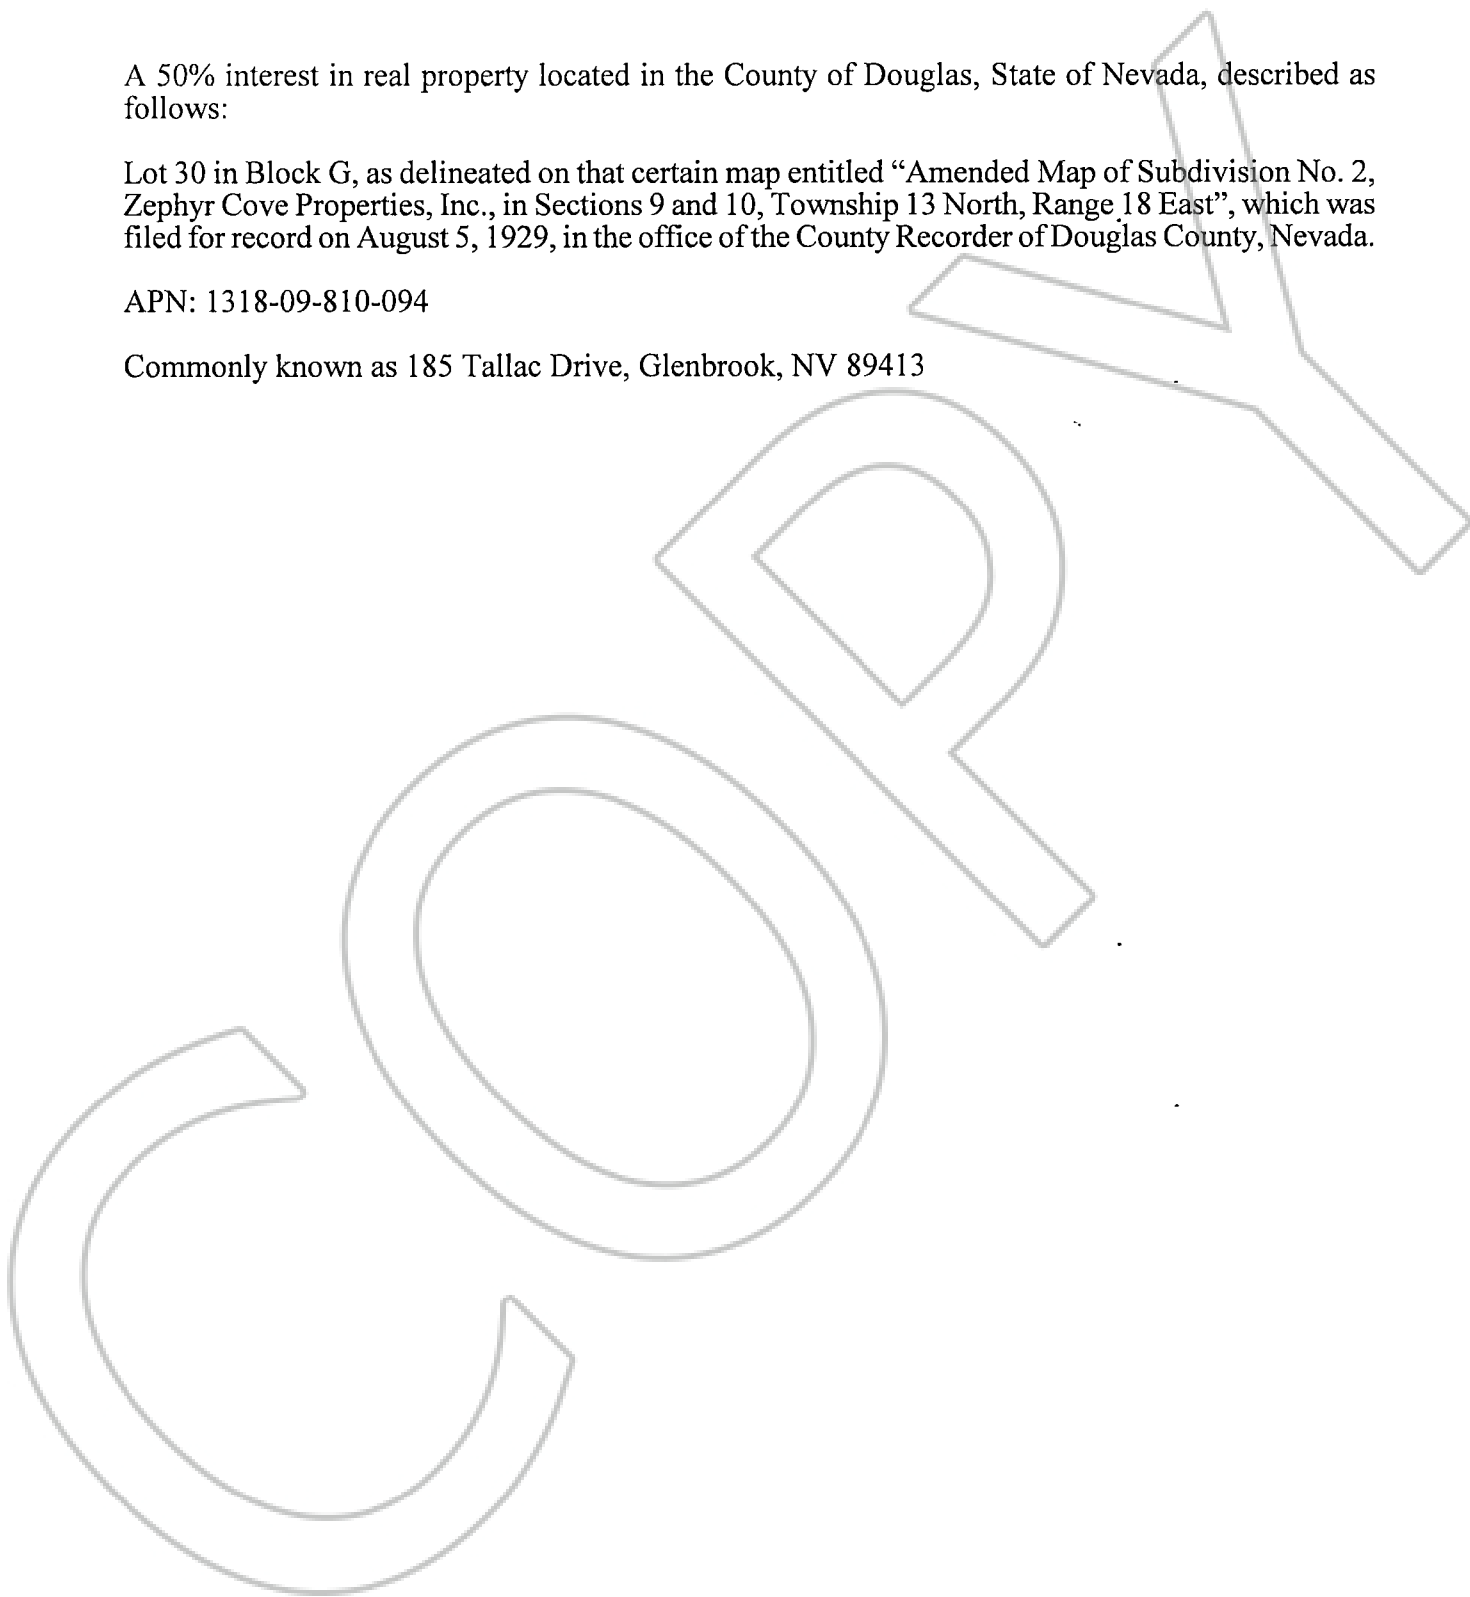 A 50% interest in real property located in the County of Douglas, State of Nevada, described as
follows:
Lot 30 in Block G, as delineated on that certain map entitled “Amended Map of Subdivision No. 2,
Zephyr Cove Properties, Inc., in Sections 9 and 10, Township 13 North, Range 18 East”, which was
filed for record on August 5, 1929, in the office of the County Recorder of Douglas County, Nevada.
APN: 1318-09-810-094
Commonly known as 185 Tallac Drive, Glenbrook, NV 89413
COPY